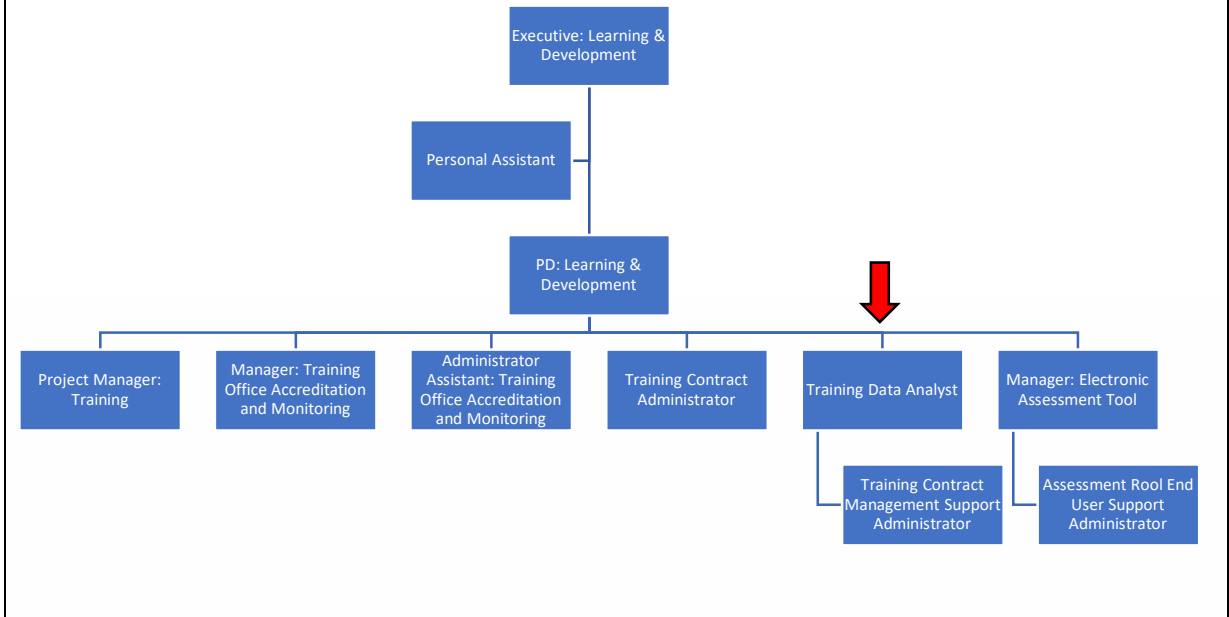 Executive: Learning &
Development
Personal Assistant
PD: Learning &
Development
Project Manager:
Training
Manager: Training
Office Accreditation
and Monitoring
Administrator
Assistant: Training
Office Accreditation
and Monitoring
Training Contract
Administrator
Training Data Analyst
Manager: Electronic
Assessment Tool
Training Contract
Management Support
Administrator
Assessment Rool End
User Support
Administrator